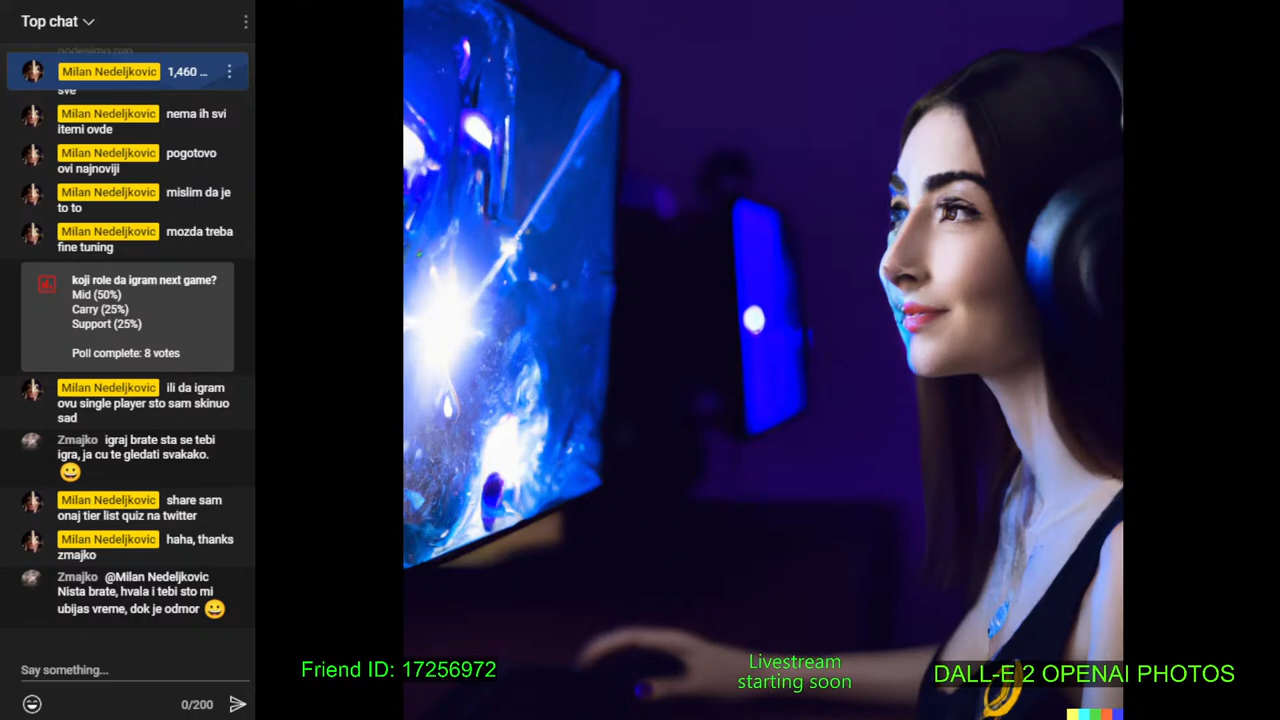 Top chat
podesimo rep
Milan Nedeljkovic 1,460 ...
sve
Milan Nedeljkovic nema ih svi
itemi ovde
Milan Nedeljkovic pogotovo
ovi najnoviji
Milan Nedeljkovic mislim da je
to to
Milan Nedeljkovic mozda treba
fine tuning
koji role da igram next game?
Mid (50%)
Carry (25%)
Support (25%)
Poll complete: 8 votes
Milan Nedeljkovic ili da igram
ovu single player sto sam skinuo
sad
Zmajko igraj brate sta se tebi
igra, ja cu te gledati svakako.
😀
Milan Nedeljkovic share sam
onaj tier list quiz na twitter
Milan Nedeljkovic haha, thanks
zmajko
Zmajko @Milan Nedeljkovic
Nista brate, hvala i tebi sto mi
ubijas vreme, dok je odmor 😀
Say something...
0/200
Friend ID: 17256972
Livestream
starting soon
DALL-E 2 OPENAI PHOTOS